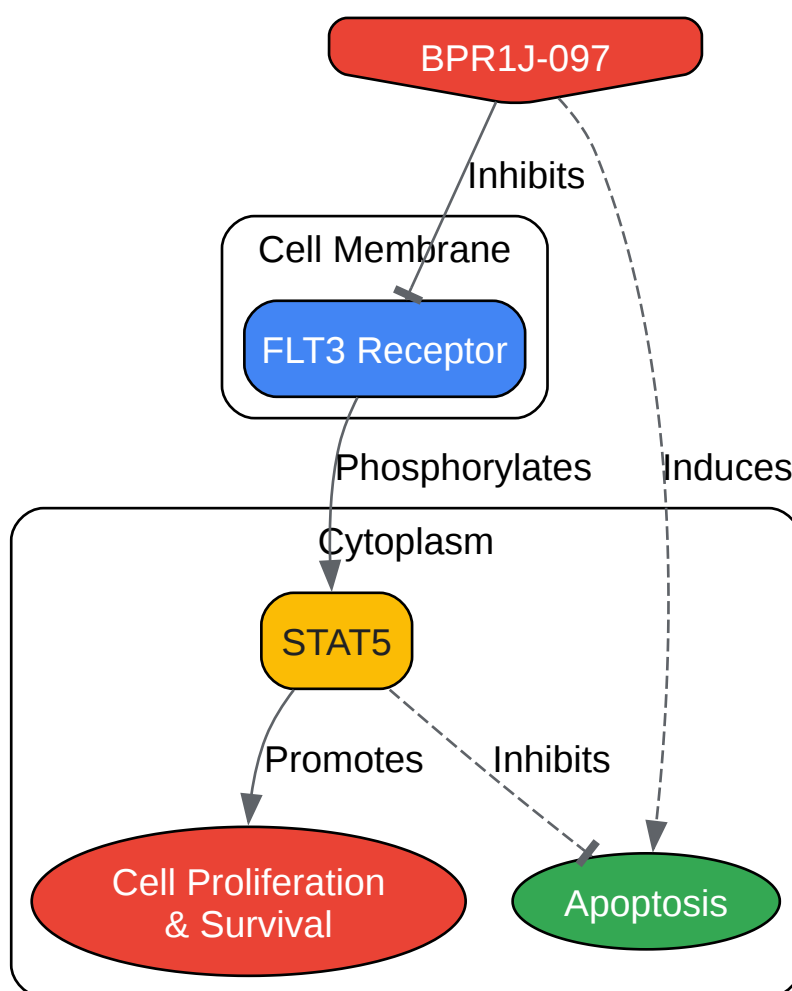 BPR1J-097
Inhibits
Cell Membrane
FLT3 Receptor
Phosphorylates
Induces
Cytoplasm
STAT5
Promotes
Inhibits
Cell Proliferation
& Survival
Apoptosis